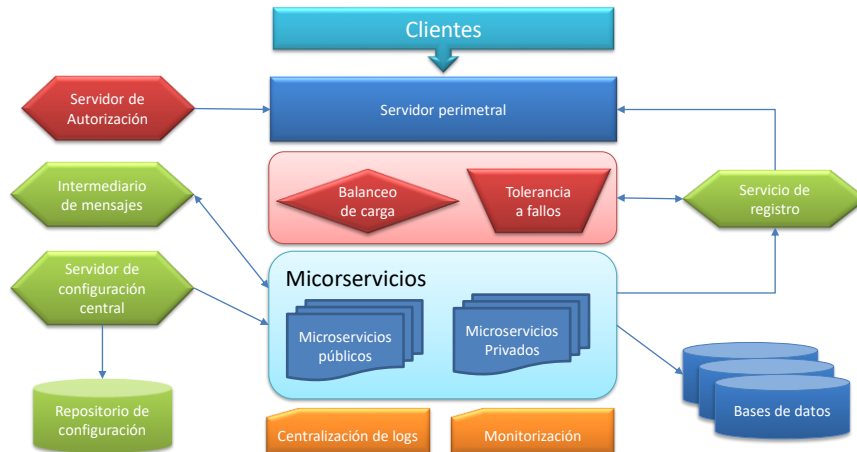 Clientes
Servidor de
Autorización
Servidor perimetral
Intermediario
de mensajes
Balanceo
de carga
Tolerancia
a fallos
Servicio de
registro
Servidor de
configuración
central
Micorservicios
Microservicios
públicos
Microservicios
Privados
Repositorio de
configuración
Bases de datos
Centralización de logs
Monitorización